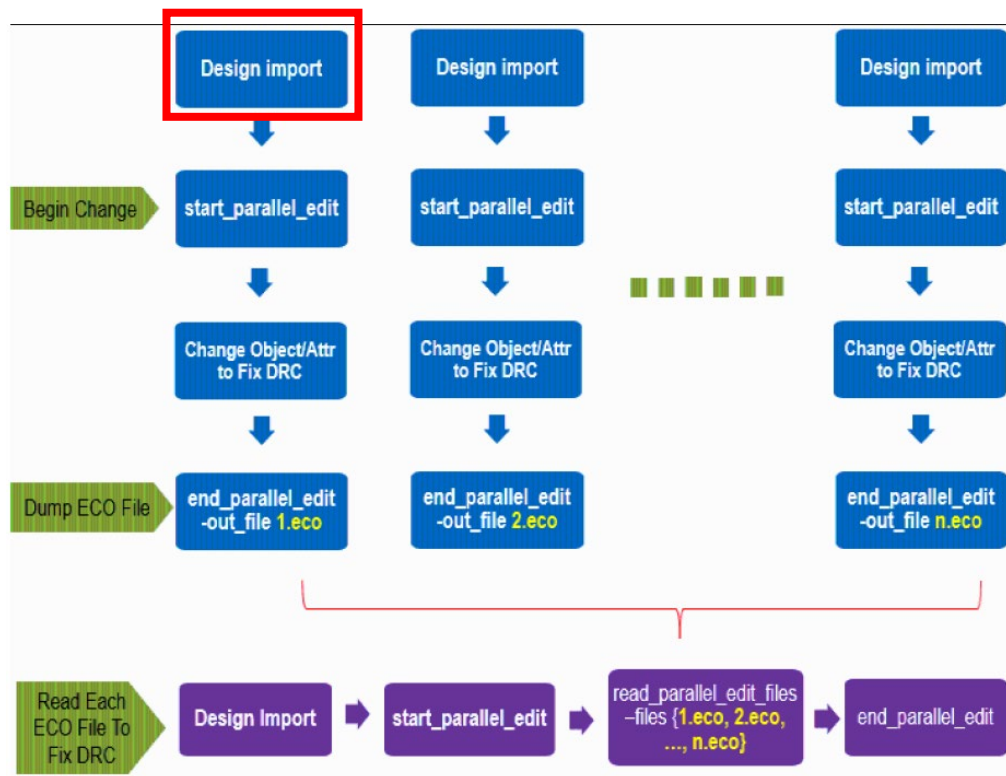 Design import
Design import
Design import
Begin Change
start_parallel_edit
start_parallel_edit
start_parallel_edit
Change Object/Attr
to Fix DRC
Change Object/Attr
to Fix DRC
Change Object/Attr
to Fix DRC
Dump ECO File
end_parallel_edit
-out_file 1.eco
end_parallel_edit
-out_file 2.eco
end_parallel_edit
-out_file n.eco
Read Each
ECO File To
Fix DRC
Design Import
start_parallel_edit
read_parallel_edit_files
–files {1.eco, 2.eco,
…, n.eco}
end_parallel_edit